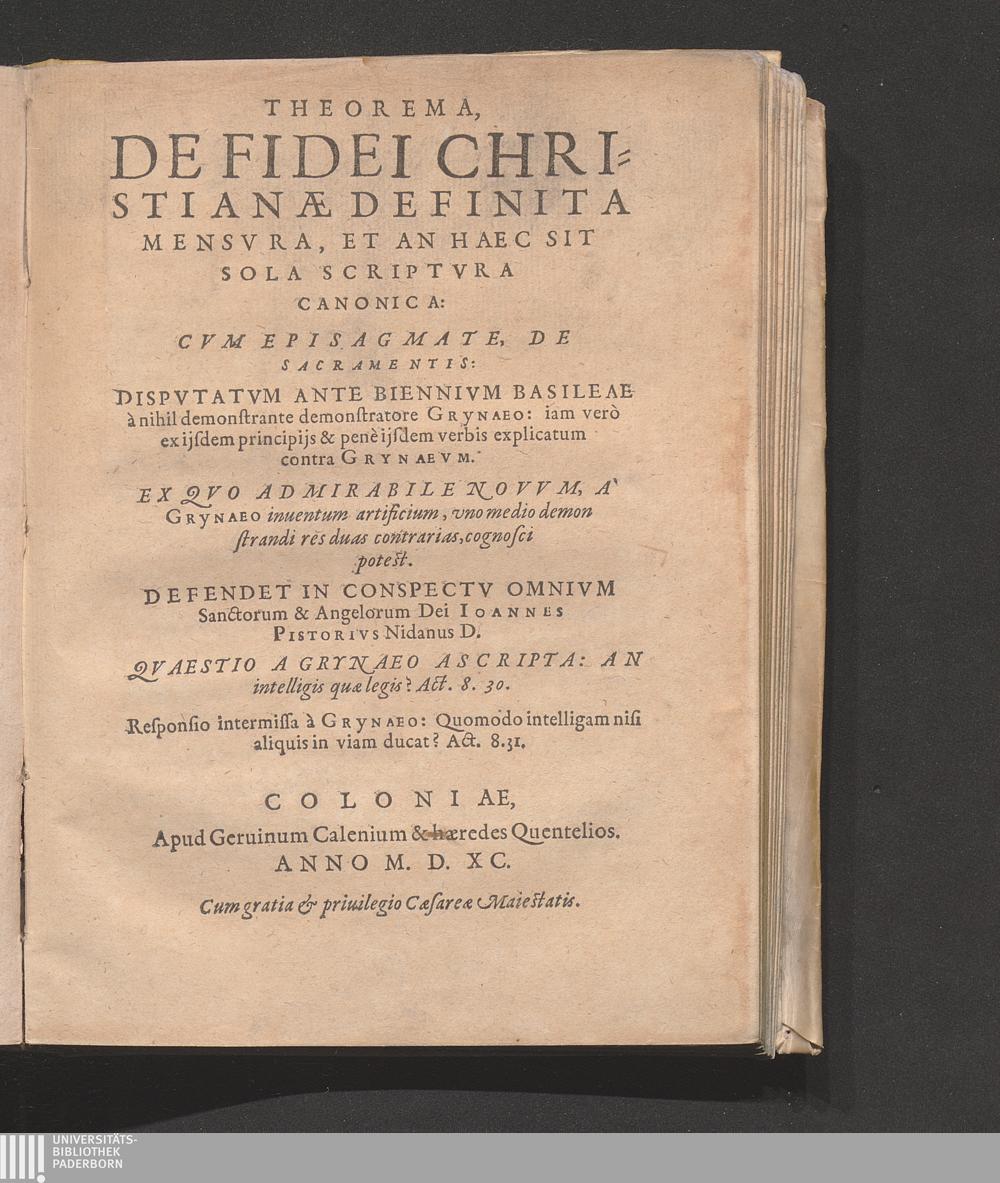 THEOREMA,
DE FIDEI CHRI-
STIANÆ DEFINITA
MENSVRA, ET AN HAEC SIT
SOLA SCRIPTVRA
CANONICA:
CVM EPISAGMATE, DE
SACRAMENTIS:
DISPVTATVM ANTE BIENNIVM BASILEAE
à nihil demonſtrante demonſtratore GRYNAEO: iam verò
ex ijſdem principijs & penè ijſdem verbis explicatum
contra GRYNAEVM.
EX QVO ADMIRABILE NOVVM, A'
GRYNAEO inuentum artificium, vno medio demon
ſtrandi res duas contrarias, cognoſci
poteſt.
DEFENDET IN CONSPECTV OMNIVM
Sanctorum & Angelorum Dei IOANNES
PISTORIVS Nidanus D.
QVAESTIO A GRYNAEO ASCRIPTA: AN
intelligis quæ legis? Act. 8. 30.
Reſponſio intermiſſa à GRYNAEO: Quomodo intelligam niſi
aliquis in viam ducat? Act. 8.31.
COLONIAE,
Apud Geruinum Calenium & hæredes Quentelios.
ANNO M. D. XC.
Cum gratia & priuilegio Cæſareæ Maieſtatis.
UNIVERSITÄTS-
BIBLIOTHEK
PADERBORN